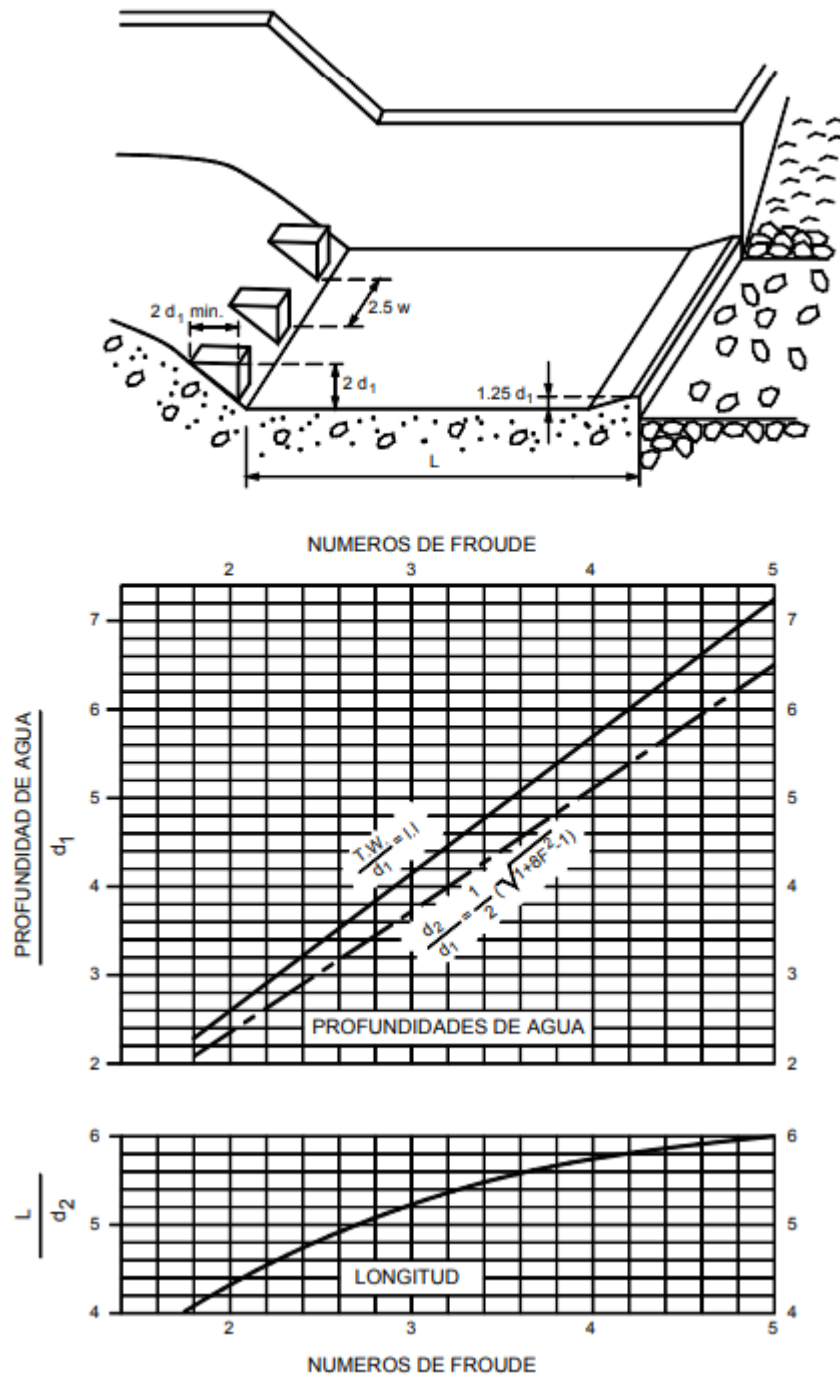 2 d₁ min.
2.5 w
2 d₁
1.25 d₁
L
NUMEROS DE FROUDE
2 3 4 5
PROFUNDIDAD DE AGUA
d₁
7 7
6 6
5 5
4 4
3 3
2 2
T.W. / d₁ = 1,1
d₂ / d₁ = 1 / 2 (√1+8F²-1)
PROFUNDIDADES DE AGUA
L
d₂
6 6
5 5
4 4
LONGITUD
2 3 4 5
NUMEROS DE FROUDE